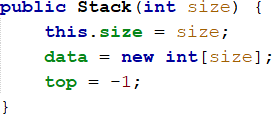 public Stack(int size) {
    this.size = size;
    data = new int[size];
    top = -1;
}